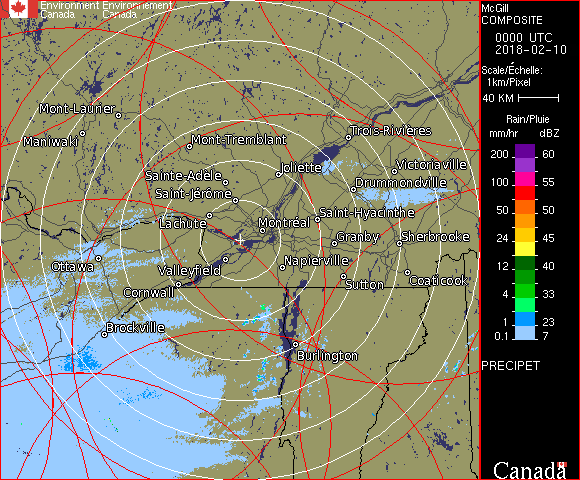 Environment Environnement
Canada Canada
McGill
COMPOSITE
0000 UTC
2018-02-10
Scale/Échelle:
1km/Pixel
40 KM
Rain/Pluie
mm/hr dBZ
200 60
150 57
100 55
50 50
24 45
12 40
4 33
1 23
0.1 7
PRECIPET
Canada
Mont-Laurier
Maniwaki
Mont-Tremblant
Trois-Rivières
Sainte-Adèle
Joliette
Victoriaville
Saint-Jérôme
Drummondville
Lachute
Montréal
Saint-Hyacinthe
Granby
Sherbrooke
Ottawa
Valleyfield
Napierville
Cornwall
Sutton
Coaticook
Brockville
Burlington